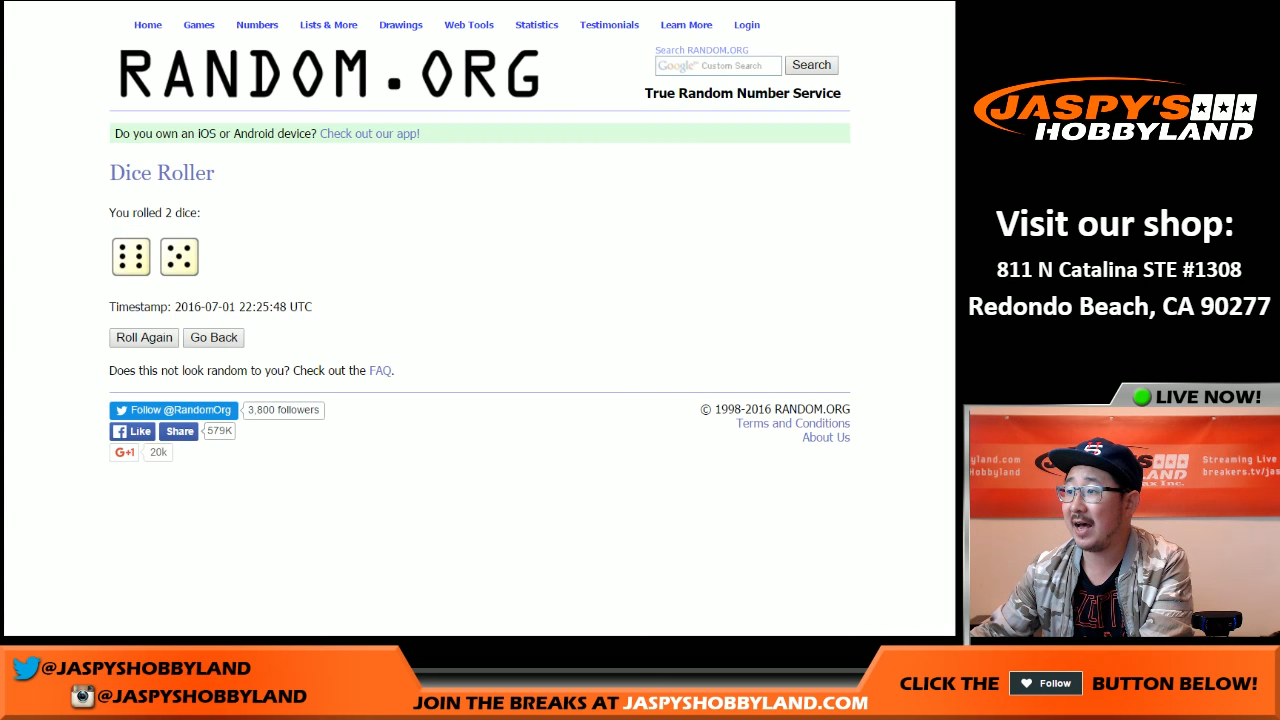 Home Games Numbers Lists & More Drawings Web Tools Statistics Testimonials Learn More Login
RANDOM.ORG
Search RANDOM.ORG
Google™ Custom Search Search
True Random Number Service
Do you own an iOS or Android device? Check out our app!
Dice Roller
You rolled 2 dice:
Timestamp: 2016-07-01 22:25:48 UTC
Roll Again Go Back
Does this not look random to you? Check out the FAQ.
Follow @RandomOrg 3,800 followers
Like Share 579K
G+1 20k
© 1998-2016 RANDOM.ORG
Terms and Conditions
About Us
JASPY'S
HOBBYLAND
Visit our shop:
811 N Catalina STE #1308
Redondo Beach, CA 90277
LIVE NOW!
Streaming Live
@JASPYSHOBBYLAND
@JASPYSHOBBYLAND
JOIN THE BREAKS AT JASPYSHOBBYLAND.COM
CLICK THE Follow BUTTON BELOW!